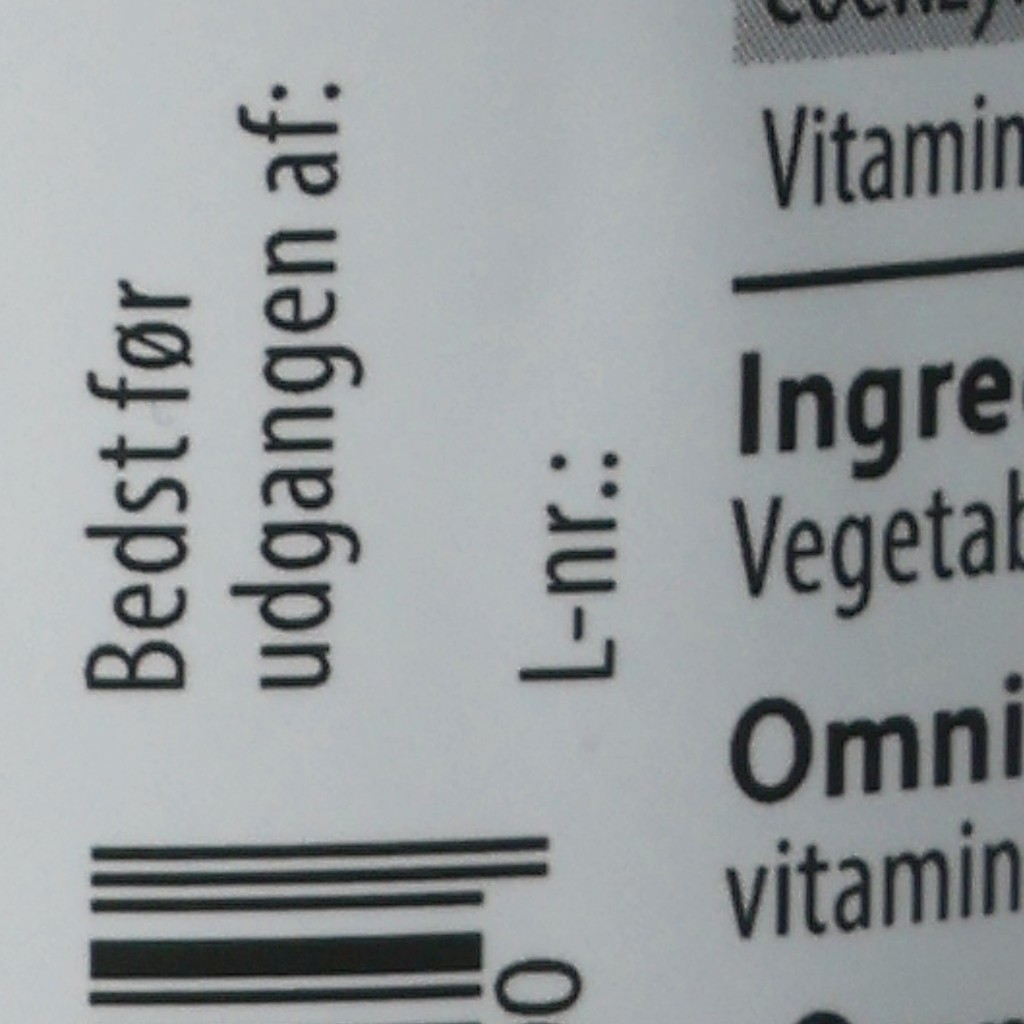 Bedst før
udgangen af:
L-nr.:
Vitamin
Ingre
Vegetab
Omni
vitamin